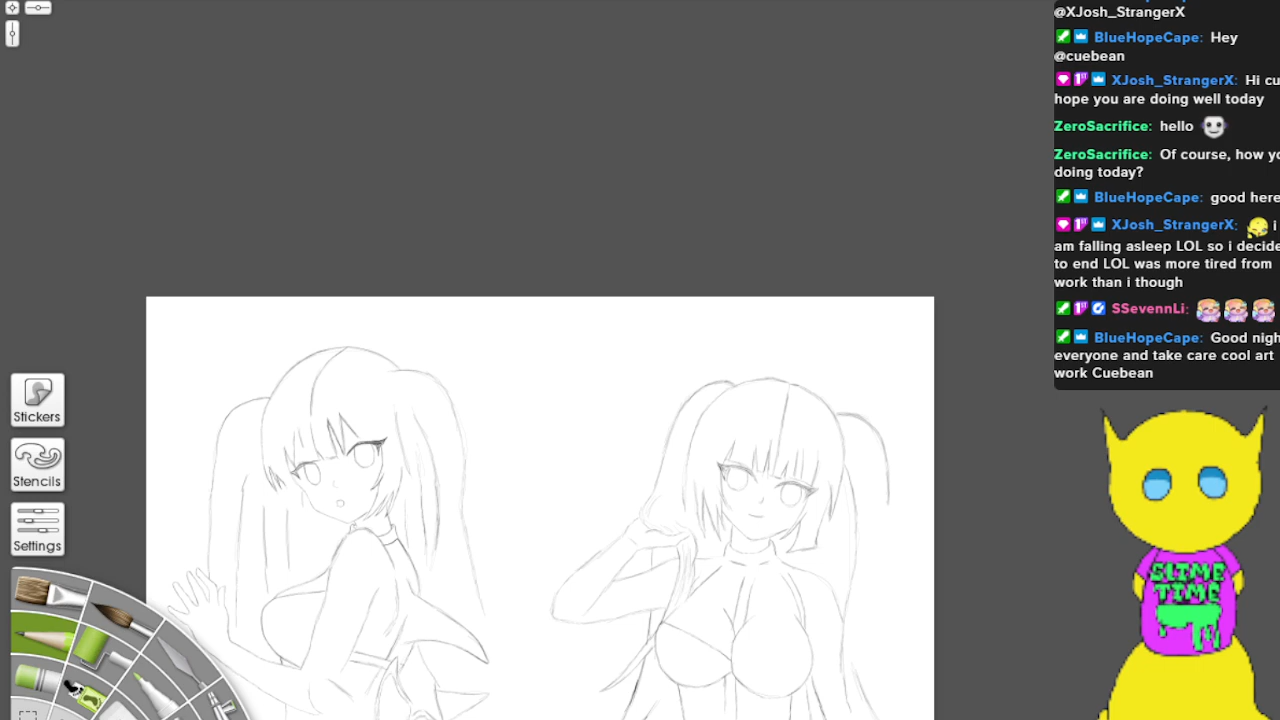 @XJosh_StrangerX
BlueHopeCape: Hey
@cuebean
XJosh_StrangerX: Hi
hope you are doing well today
ZeroSacrifice: hello
ZeroSacrifice: Of course, how
doing today?
BlueHopeCape: good here
XJosh_StrangerX: i
am falling asleep LOL so i
to end LOL was more tired from
work than i though
SSevennLi:
BlueHopeCape: Good
everyone and take care cool art
work Cuebean
Stickers
Stencils
Settings
SLIME
TIME